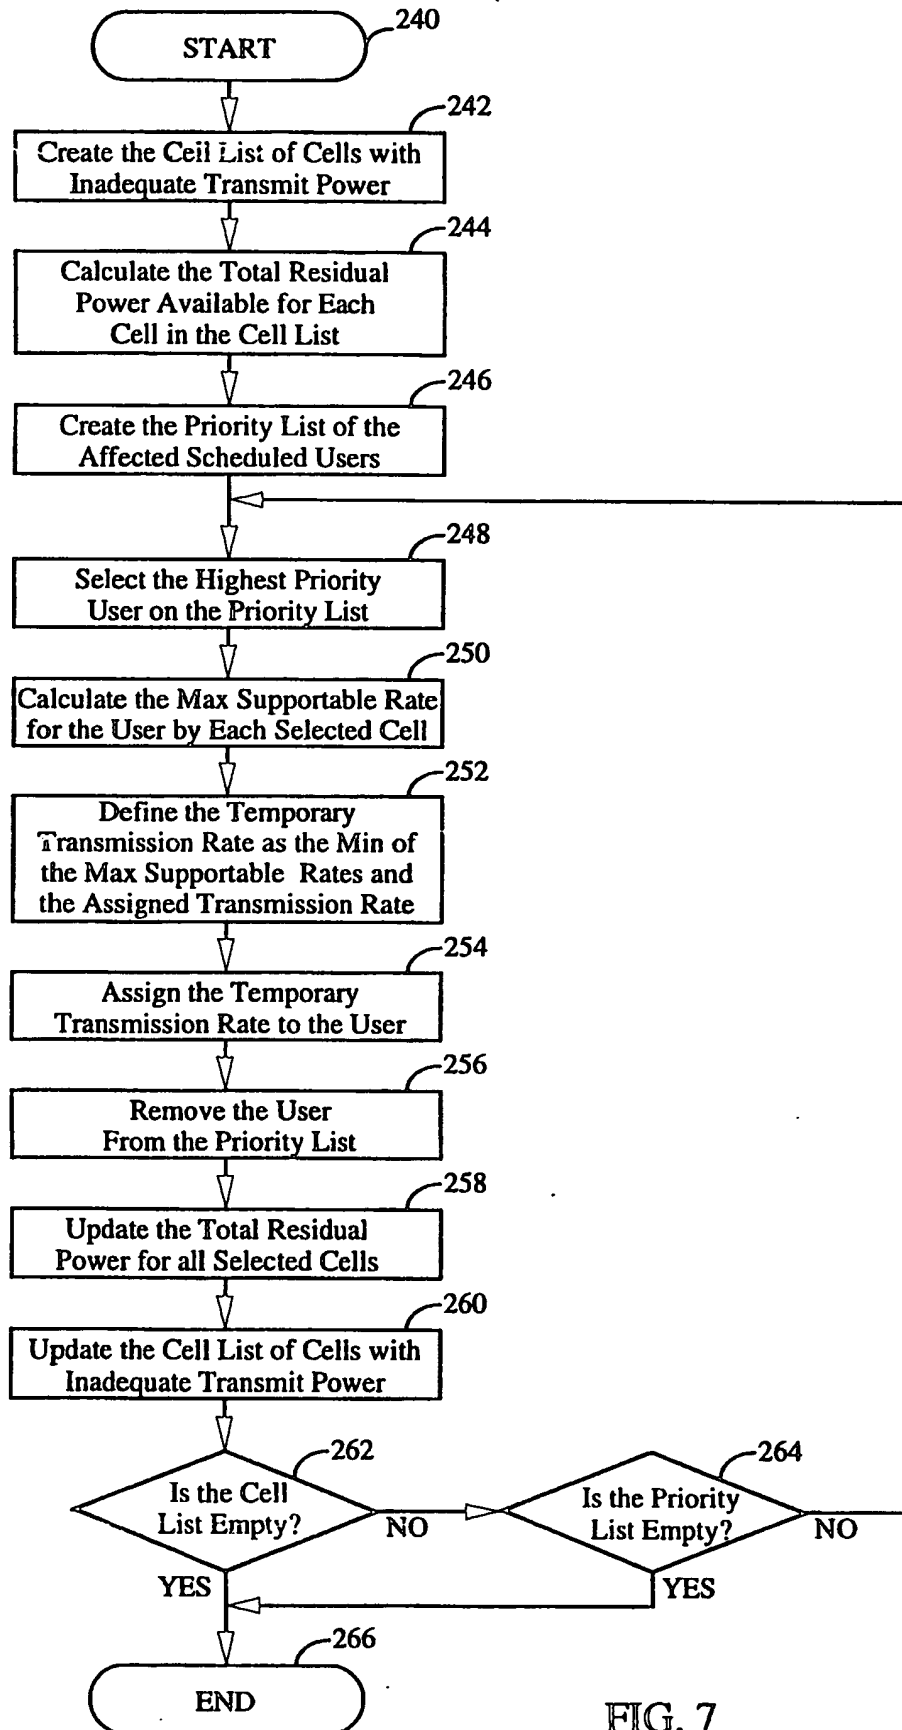 START
240
242
Create the Cell List of Cells with
Inadequate Transmit Power
244
Calculate the Total Residual
Power Available for Each
Cell in the Cell List
246
Create the Priority List of the
Affected Scheduled Users
248
Select the Highest Priority
User on the Priority List
250
Calculate the Max Supportable Rate
for the User by Each Selected Cell
252
Define the Temporary
Transmission Rate as the Min of
the Max Supportable Rates and
the Assigned Transmission Rate
254
Assign the Temporary
Transmission Rate to the User
256
Remove the User
From the Priority List
258
Update the Total Residual
Power for all Selected Cells
260
Update the Cell List of Cells with
Inadequate Transmit Power
262
Is the Cell
List Empty?
NO
YES
264
Is the Priority
List Empty?
NO
YES
266
END
FIG. 7